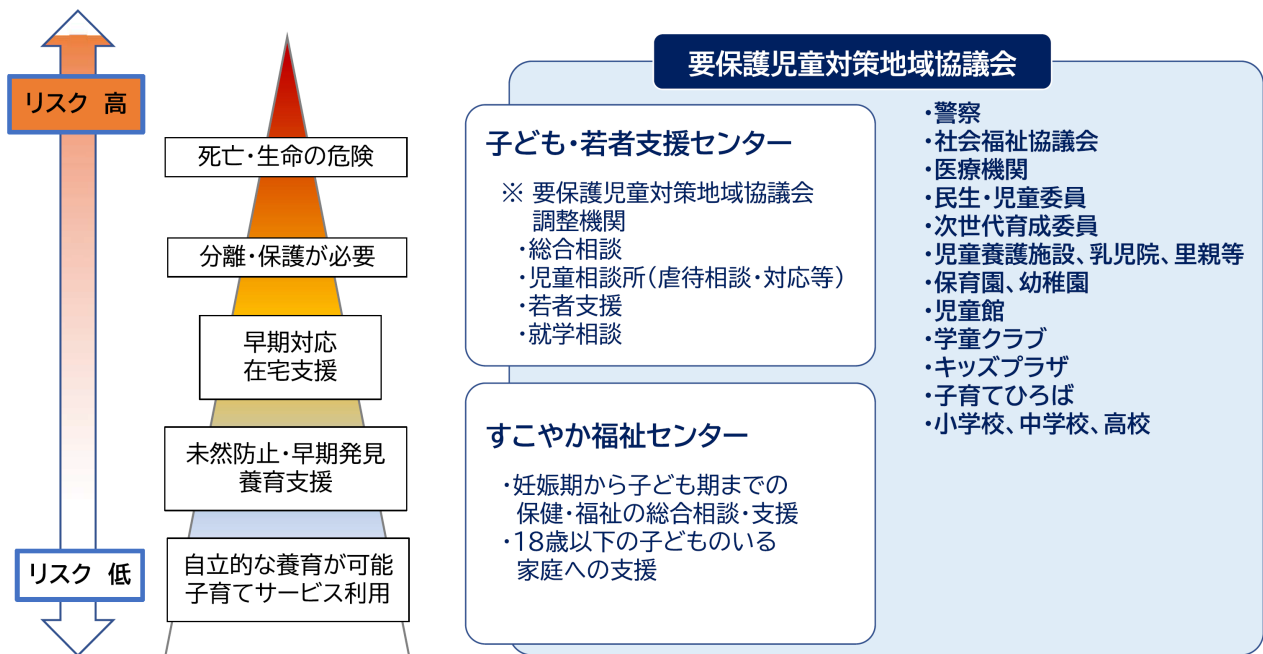 リスク 高
死亡・生命の危険
分離・保護が必要
早期対応
在宅支援
未然防止・早期発見
養育支援
自立的な養育が可能
子育てサービス利用
リスク 低
要保護児童対策地域協議会
子ども・若者支援センター
※ 要保護児童対策地域協議会
調整機関
・総合相談
・児童相談所(虐待相談・対応等)
・若者支援
・就学相談
すこやか福祉センター
・妊娠期から子ども期までの
保健・福祉の総合相談・支援
・18歳以下の子どものいる
家庭への支援
・警察
・社会福祉協議会
・医療機関
・民生・児童委員
・次世代育成委員
・児童養護施設、乳児院、里親等
・保育園、幼稚園
・児童館
・学童クラブ
・キッズプラザ
・子育てひろば
・小学校、中学校、高校